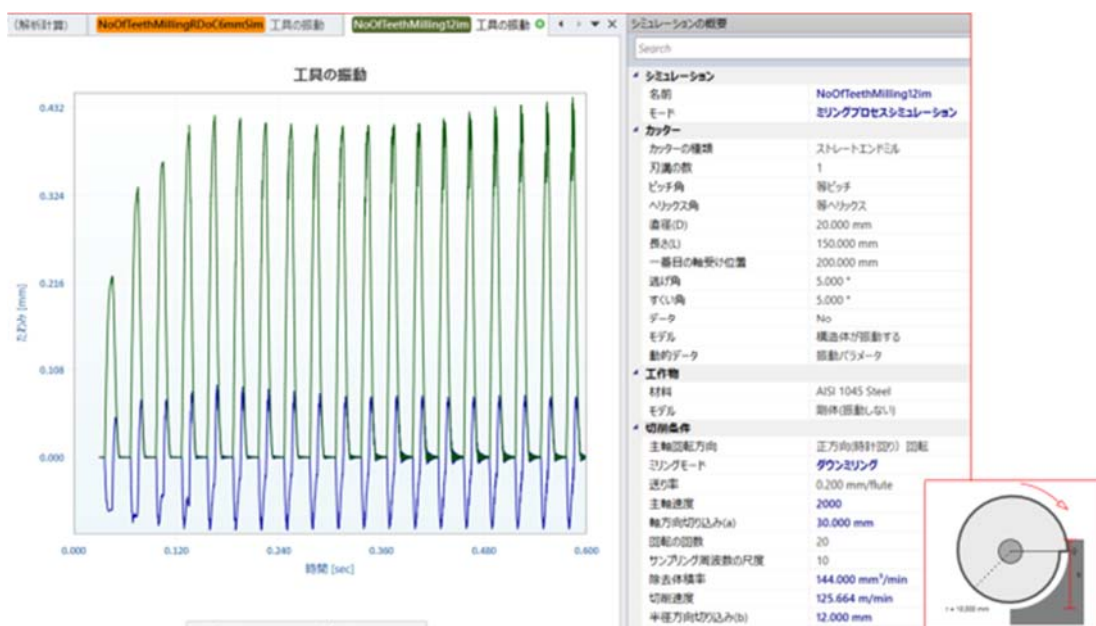 (解析計算)
NoOfTeethMillingRDoC6mmSim 工具の振動
NoOfTeethMilling12im 工具の振動
工具の振動
0.432
0.324
0.216
0.108
0.000
たわみ [mm]
0.000 0.120 0.240 0.360 0.480 0.600
時間 [sec]
シミュレーションの概要
Search
シミュレーション
名前 NoOfTeethMilling12im
モード ミリングプロセスシミュレーション
カッター
カッターの種類 ストレートエンドミル
刃溝の数 1
ピッチ角 等ピッチ
ヘリックス角 等ヘリックス
直径(D) 20.000 mm
長さ(L) 150.000 mm
一番目の軸受け位置 200.000 mm
逃げ角 5.000 °
すくい角 5.000 °
データ No
モデル 構造体が振動する
動的データ 振動パラメータ
工作物
材料 AISI 1045 Steel
モデル 剛体(振動しない)
切削条件
主軸回転方向 正方向(時計回り) 回転
ミリングモード ダウンミリング
送り率 0.200 mm/flute
主軸速度 2000
軸方向切り込み(a) 30.000 mm
回転の回数 20
サンプリング周波数の尺度 10
除去体積率 144.000 mm³/min
切削速度 125.664 m/min
半径方向切り込み(b) 12.000 mm
r = 10.000 mm